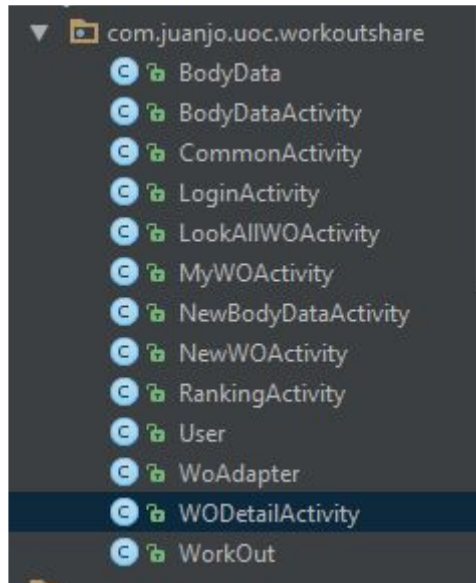 com.juanjo.uoc.workoutshare
BodyData
BodyDataActivity
CommonActivity
LoginActivity
LookAllWOActivity
MyWOActivity
NewBodyDataActivity
NewWOActivity
RankingActivity
User
WoAdapter
WODetailActivity
WorkOut